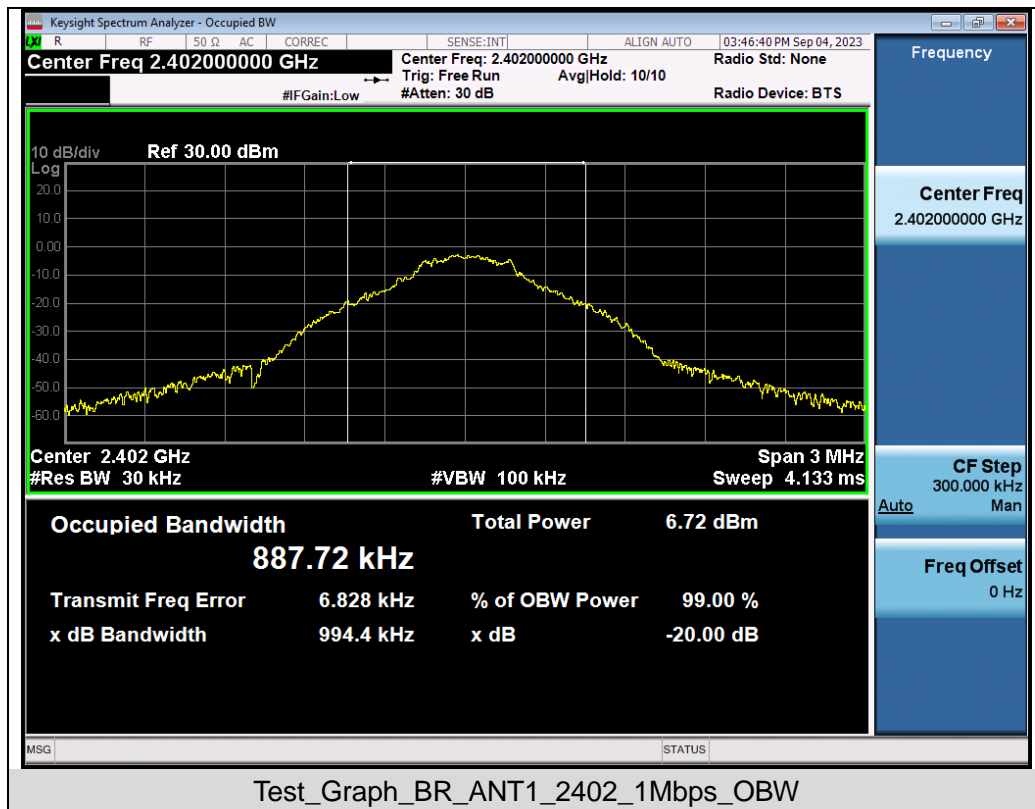 Keysight Spectrum Analyzer - Occupied BW
LXI R RF 50 Ω AC CORREC SENSE:INT ALIGN AUTO 03:46:40 PM Sep 04, 2023
Center Freq 2.402000000 GHz
Center Freq: 2.402000000 GHz
Radio Std: None
Trig: Free Run Avg|Hold: 10/10
#IFGain:Low
#Atten: 30 dB
Radio Device: BTS
10 dB/div Ref 30.00 dBm
Log
20.0
10.0
0.00
-10.0
-20.0
-30.0
-40.0
-50.0
-60.0
Center 2.402 GHz Span 3 MHz
#Res BW 30 kHz #VBW 100 kHz Sweep 4.133 ms
Occupied Bandwidth Total Power 6.72 dBm
887.72 kHz
Transmit Freq Error 6.828 kHz % of OBW Power 99.00 %
x dB Bandwidth 994.4 kHz x dB -20.00 dB
Frequency
Center Freq
2.402000000 GHz
CF Step
300.000 kHz
Auto Man
Freq Offset
0 Hz
MSG STATUS
Test_Graph_BR_ANT1_2402_1Mbps_OBW